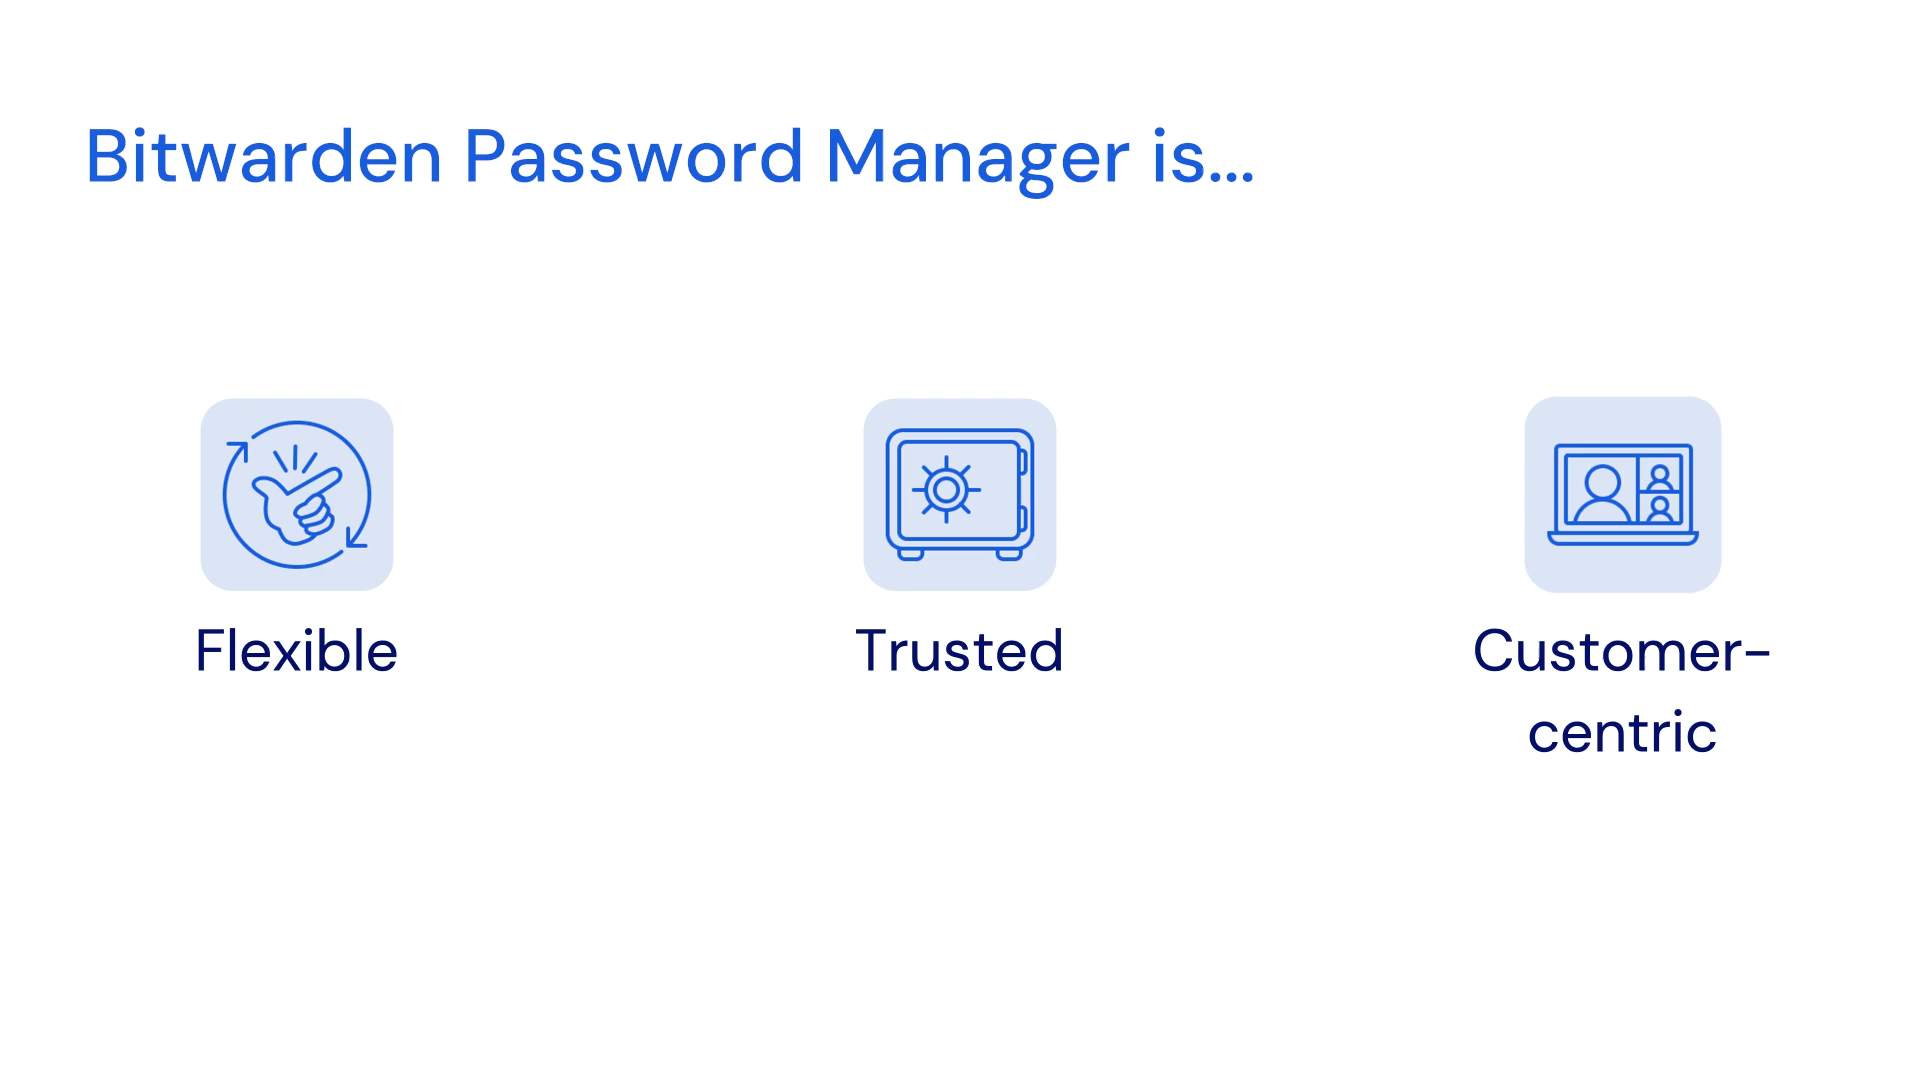 Bitwarden Password Manager is...
Flexible
Trusted
Customer-
centric